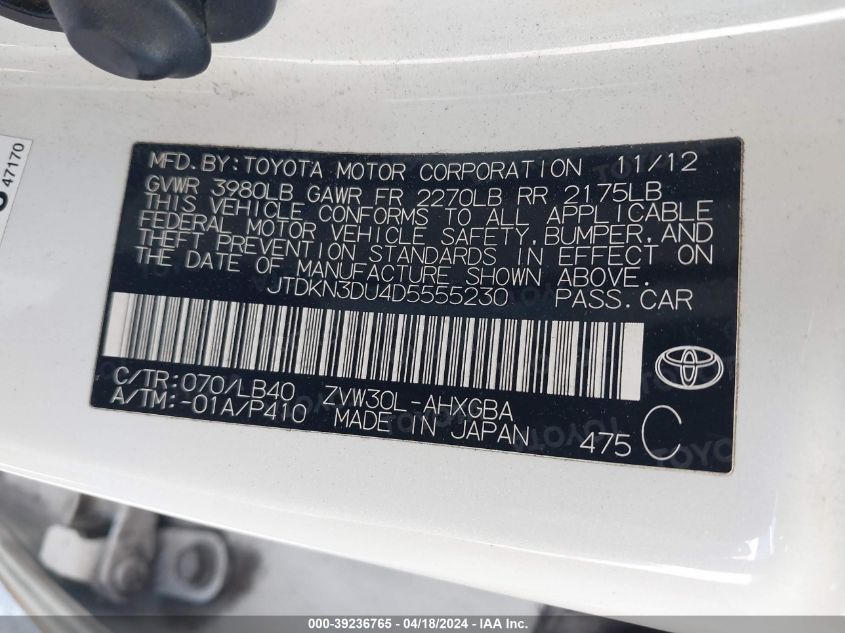 47170
MFD. BY: TOYOTA MOTOR CORPORATION 11/12
GVWR 3980LB GAWR FR 2270LB RR 2175LB
THIS VEHICLE CONFORMS TO ALL APPLICABLE
FEDERAL MOTOR VEHICLE SAFETY, BUMPER, AND
THEFT PREVENTION STANDARDS IN EFFECT ON
THE DATE OF MANUFACTURE SHOWN ABOVE.
JTDKN3DU4D5555230 PASS. CAR
C/TR: 070/LB40 ZVW30L-AHXGBA
A/TM: -01A/P410 MADE IN JAPAN
475 C
000-39236765 - 04/18/2024 - IAA Inc.